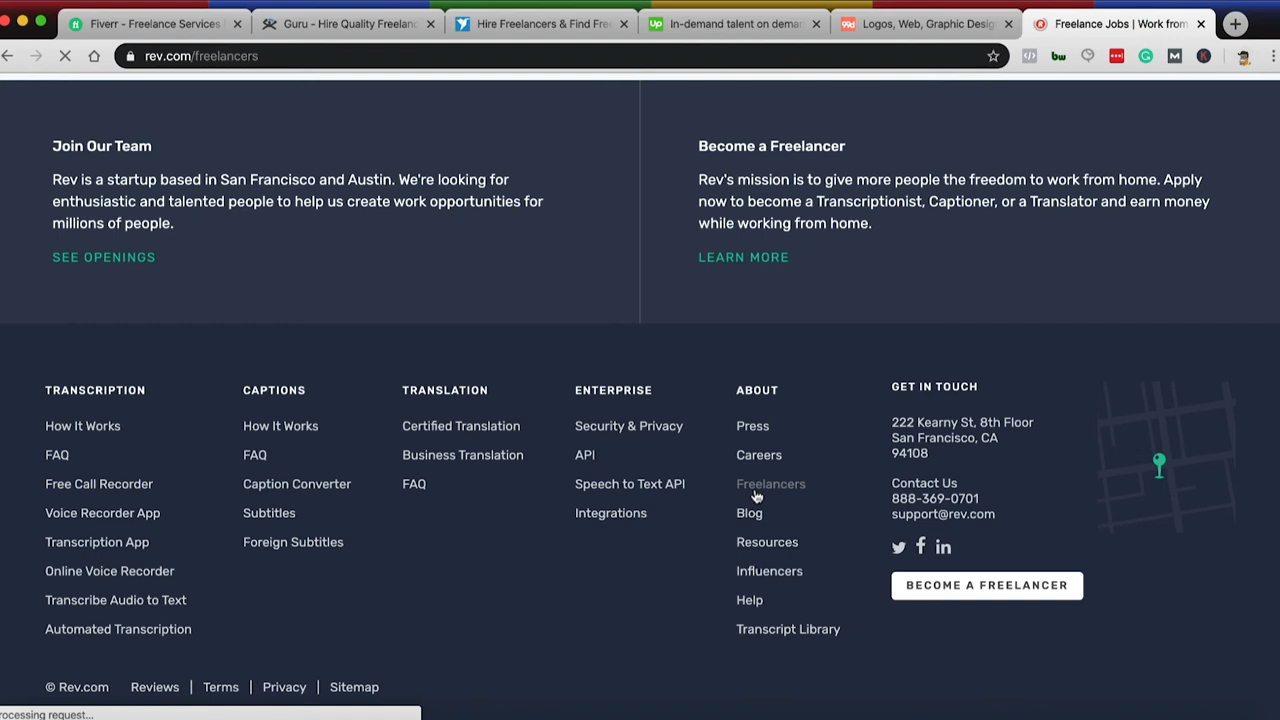 Fiverr - Freelance Services
Guru - Hire Quality Freelanc
Hire Freelancers & Find Free
In-demand talent on deman
Logos, Web, Graphic Desig
Freelance Jobs | Work from
rev.com/freelancers
Join Our Team
Rev is a startup based in San Francisco and Austin. We're looking for
enthusiastic and talented people to help us create work opportunities for
millions of people.
SEE OPENINGS
Become a Freelancer
Rev's mission is to give more people the freedom to work from home. Apply
now to become a Transcriptionist, Captioner, or a Translator and earn money
while working from home.
LEARN MORE
TRANSCRIPTION
How It Works
FAQ
Free Call Recorder
Voice Recorder App
Transcription App
Online Voice Recorder
Transcribe Audio to Text
Automated Transcription
CAPTIONS
How It Works
FAQ
Caption Converter
Subtitles
Foreign Subtitles
TRANSLATION
Certified Translation
Business Translation
FAQ
ENTERPRISE
Security & Privacy
API
Speech to Text API
Integrations
ABOUT
Press
Careers
Freelancers
Blog
Resources
Influencers
Help
Transcript Library
GET IN TOUCH
222 Kearny St, 8th Floor
San Francisco, CA
94108
Contact Us
888-369-0701
support@rev.com
BECOME A FREELANCER
© Rev.com Reviews | Terms | Privacy | Sitemap
rocessing request...